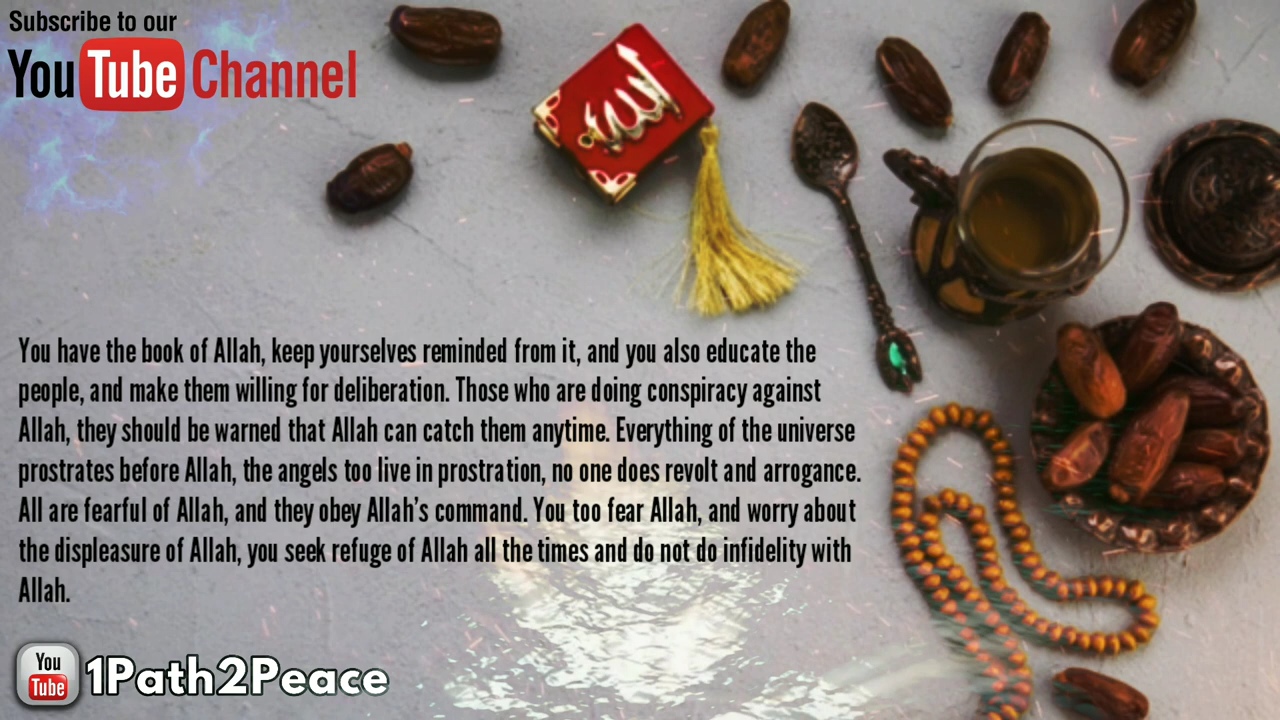 Subscribe to our
YouTube Channel
الله
You have the book of Allah, keep yourselves reminded from it, and you also educate the
people, and make them willing for deliberation. Those who are doing conspiracy against
Allah, they should be warned that Allah can catch them anytime. Everything of the universe
prostrates before Allah, the angels too live in prostration, no one does revolt and arrogance.
All are fearful of Allah, and they obey Allah’s command. You too fear Allah, and worry about
the displeasure of Allah, you seek refuge of Allah all the times and do not do infidelity with
Allah.
You
Tube
1Path2Peace